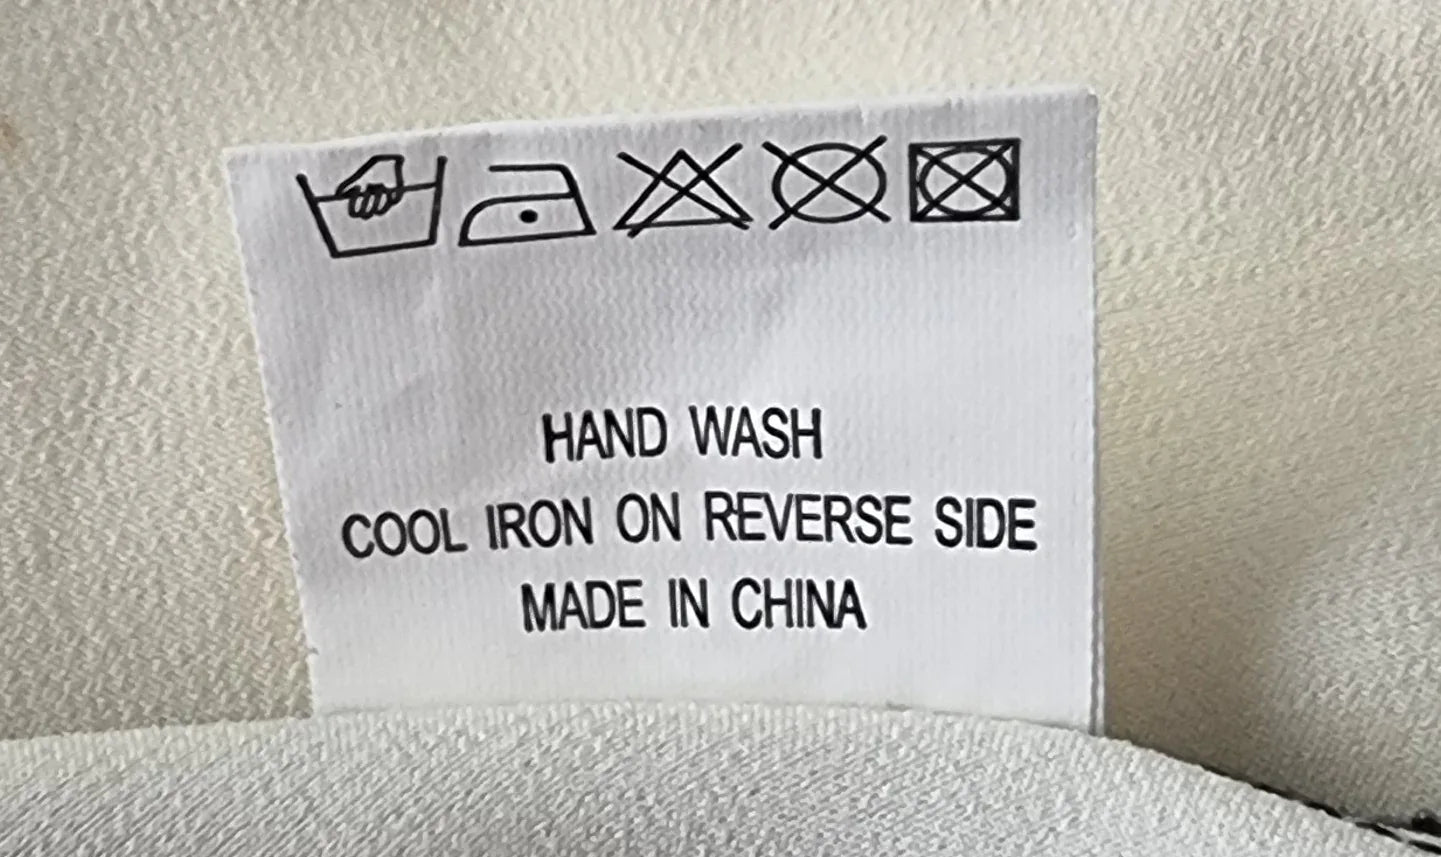 HAND WASH
COOL IRON ON REVERSE SIDE
MADE IN CHINA